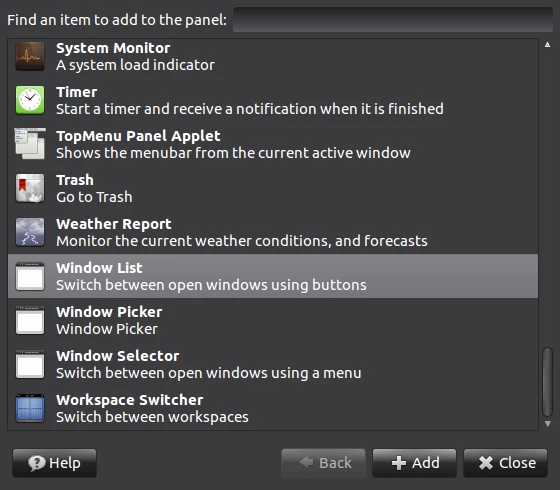 Find an item to add to the panel:
System Monitor
A system load indicator
Timer
Start a timer and receive a notification when it is finished
TopMenu Panel Applet
Shows the menubar from the current active window
Trash
Go to Trash
Weather Report
Monitor the current weather conditions, and forecasts
Window List
Switch between open windows using buttons
Window Picker
Window Picker
Window Selector
Switch between open windows using a menu
Workspace Switcher
Switch between workspaces
Help Back Add Close